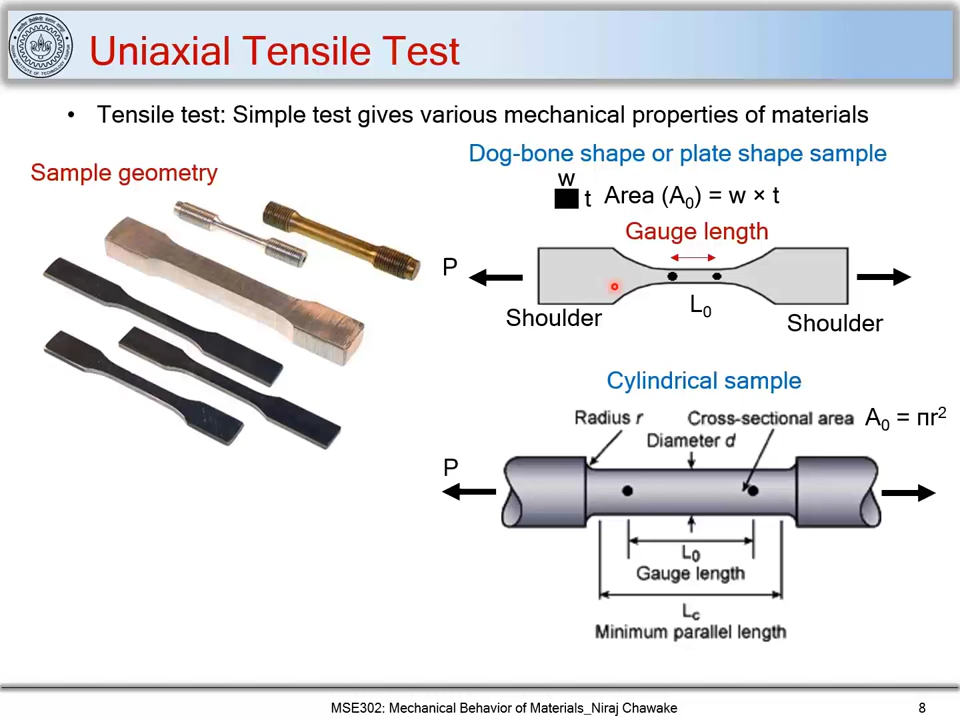 Uniaxial Tensile Test
• Tensile test: Simple test gives various mechanical properties of materials
Sample geometry
Dog-bone shape or plate shape sample
w
t Area (A₀) = w × t
Gauge length
P
L₀
Shoulder
Shoulder
Cylindrical sample
Radius r
Cross-sectional area
A₀ = πr²
Diameter d
P
L₀
Gauge length
L꜀
Minimum parallel length
MSE302: Mechanical Behavior of Materials_Niraj Chawake
8